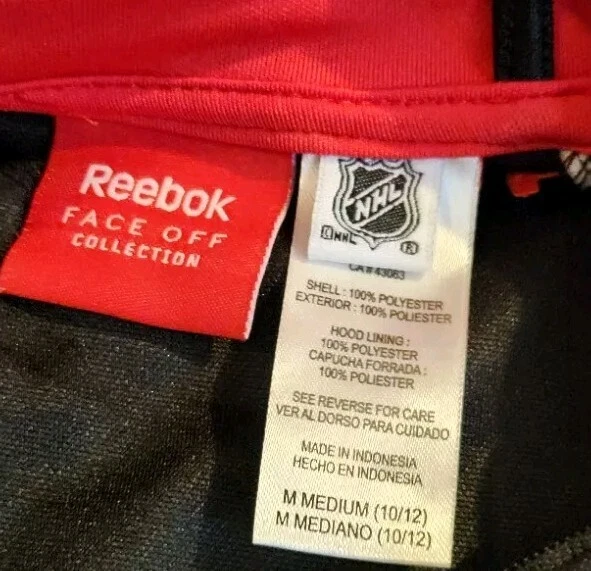 Reebok
FACE OFF
COLLECTION
NHL
©NHL ®
CA# 43083
SHELL : 100% POLYESTER
EXTERIOR : 100% POLIESTER
HOOD LINING :
100% POLYESTER
CAPUCHA FORRADA :
100% POLIESTER
SEE REVERSE FOR CARE
VER AL DORSO PARA CUIDADO
MADE IN INDONESIA
HECHO EN INDONESIA
M MEDIUM (10/12)
M MEDIANO (10/12)